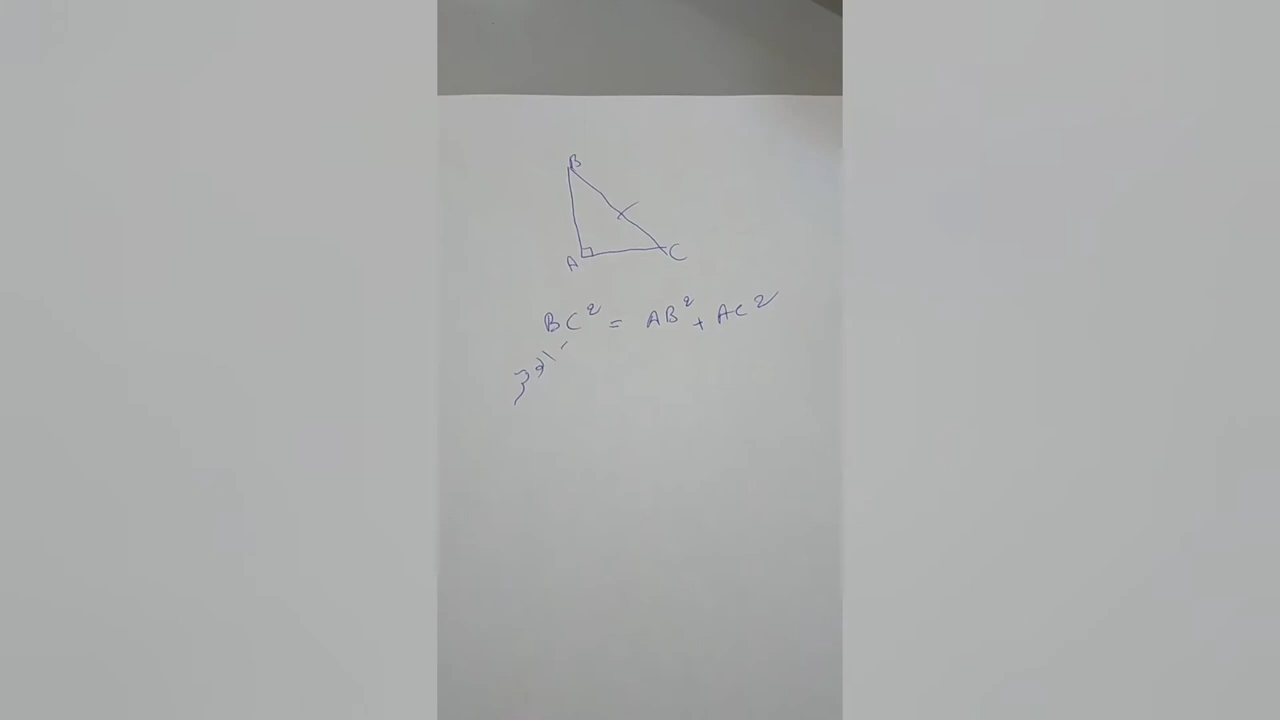 B
A
C
BC² = AB² + AC²